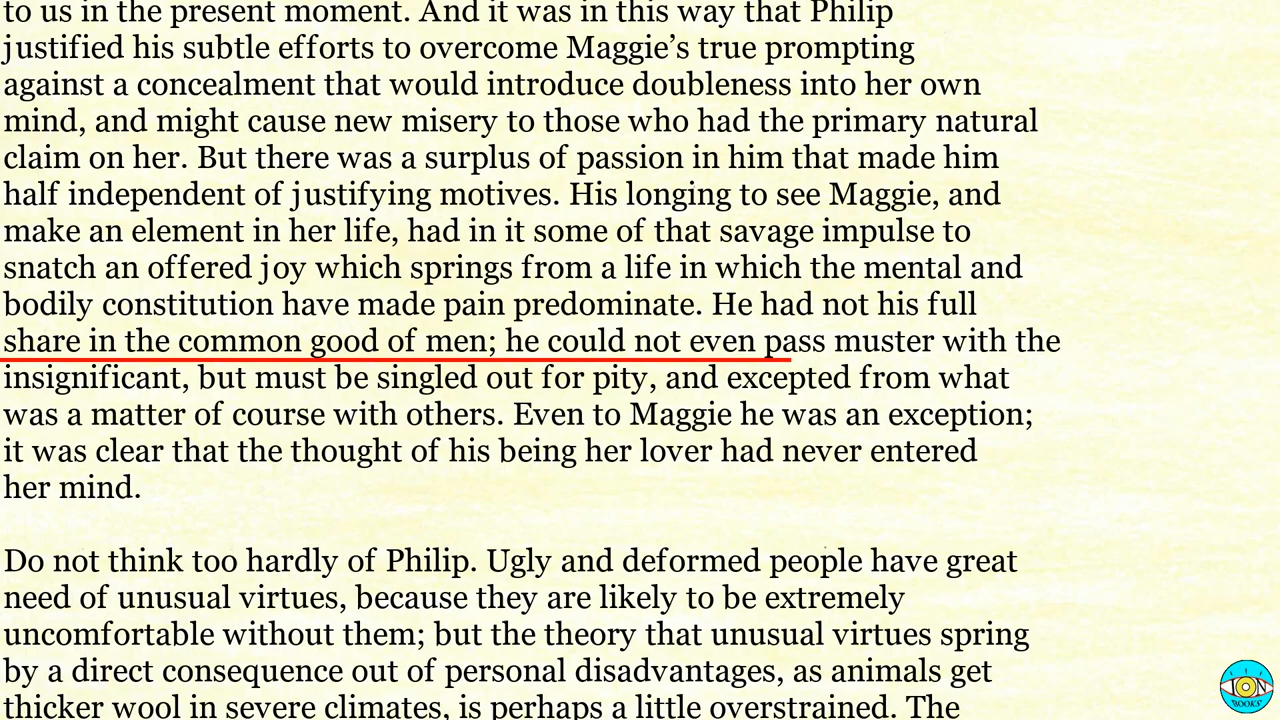 to us in the present moment. And it was in this way that Philip
justified his subtle efforts to overcome Maggie’s true prompting
against a concealment that would introduce doubleness into her own
mind, and might cause new misery to those who had the primary natural
claim on her. But there was a surplus of passion in him that made him
half independent of justifying motives. His longing to see Maggie, and
make an element in her life, had in it some of that savage impulse to
snatch an offered joy which springs from a life in which the mental and
bodily constitution have made pain predominate. He had not his full
share in the common good of men; he could not even pass muster with the
insignificant, but must be singled out for pity, and excepted from what
was a matter of course with others. Even to Maggie he was an exception;
it was clear that the thought of his being her lover had never entered
her mind.
Do not think too hardly of Philip. Ugly and deformed people have great
need of unusual virtues, because they are likely to be extremely
uncomfortable without them; but the theory that unusual virtues spring
by a direct consequence out of personal disadvantages, as animals get
thicker wool in severe climates, is perhaps a little overstrained. The
ION
BOOKS